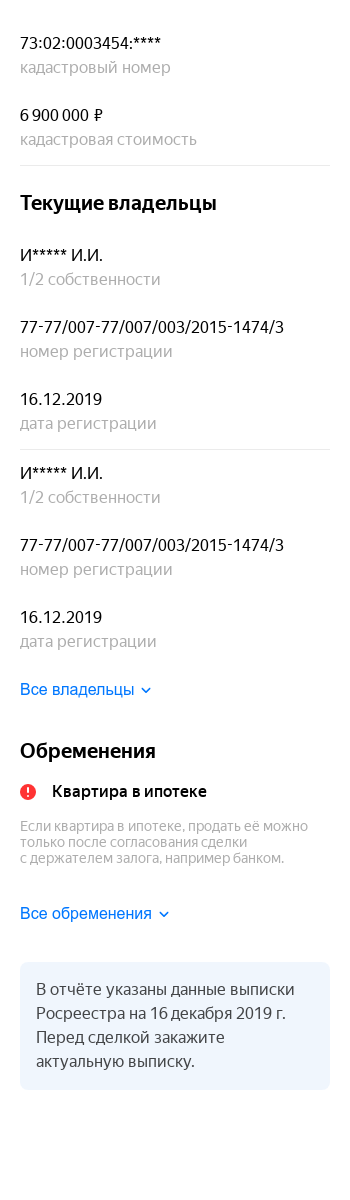 73:02:0003454:****
кадастровый номер
6 900 000 ₽
кадастровая стоимость
Текущие владельцы
И***** И.И.
1/2 собственности
77-77/007-77/007/003/2015-1474/3
номер регистрации
16.12.2019
дата регистрации
И***** И.И.
1/2 собственности
77-77/007-77/007/003/2015-1474/3
номер регистрации
16.12.2019
дата регистрации
Все владельцы
Обременения
Квартира в ипотеке
Если квартира в ипотеке, продать её можно
только после согласования сделки
с держателем залога, например банком.
Все обременения
В отчёте указаны данные выписки
Росреестра на 16 декабря 2019 г.
Перед сделкой закажите
актуальную выписку.